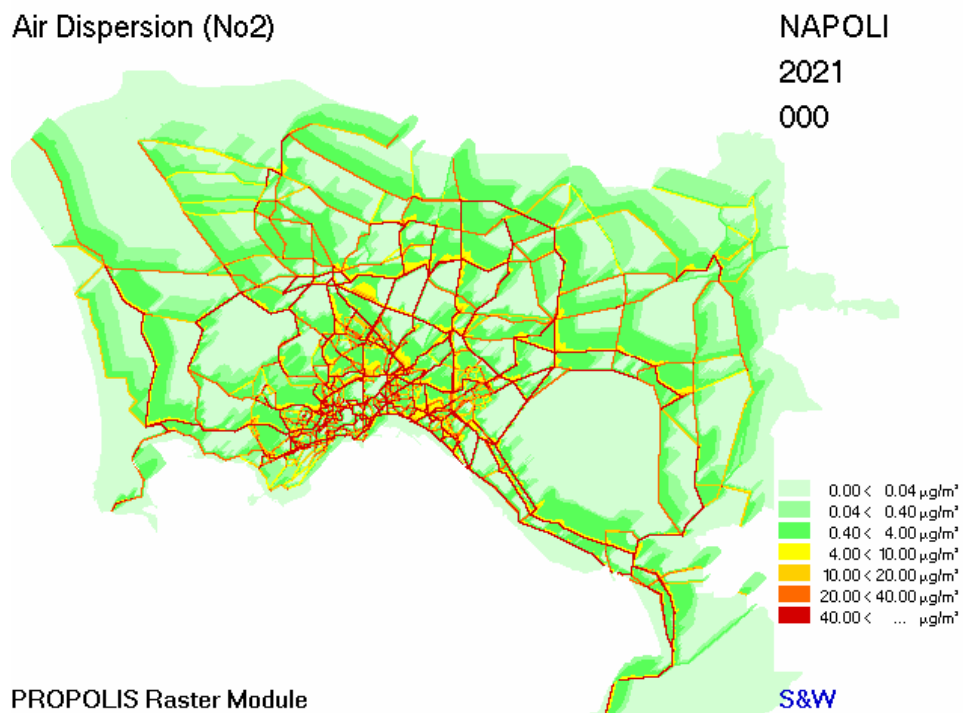 Air Dispersion (No2)
NAPOLI
2021
000
0.00 < 0.04 µg/m³
0.04 < 0.40 µg/m³
0.40 < 4.00 µg/m³
4.00 < 10.00 µg/m³
10.00 < 20.00 µg/m³
20.00 < 40.00 µg/m³
40.00 < ... µg/m³
PROPOLIS Raster Module
S&W